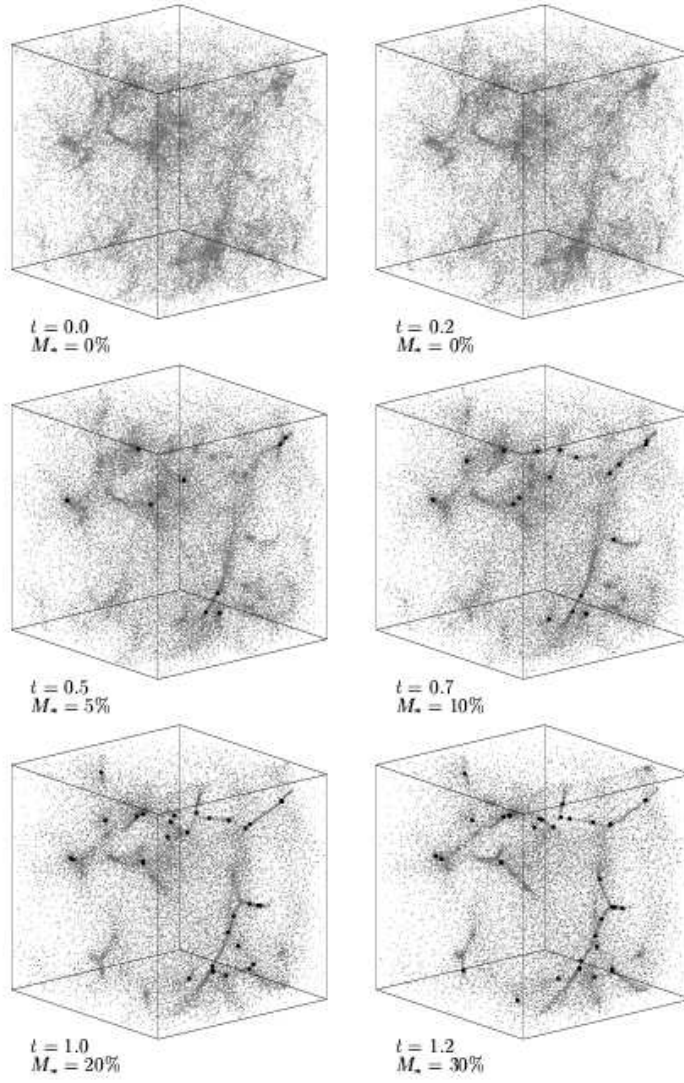 t = 0.0
M* = 0%
t = 0.2
M* = 0%
t = 0.5
M* = 5%
t = 0.7
M* = 10%
t = 1.0
M* = 20%
t = 1.2
M* = 30%